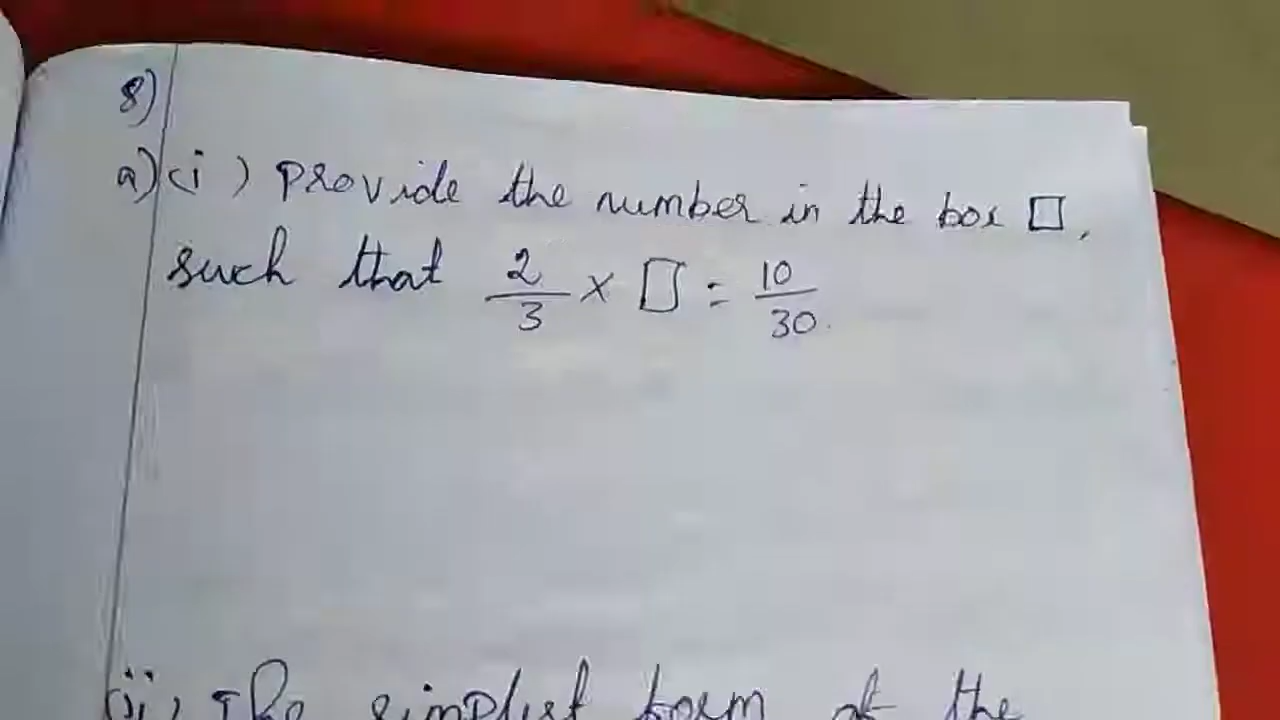 8)
a) (i) Provide the number in the box □,
such that 2/3 × □ = 10/30.
(ii) The simplest form of the